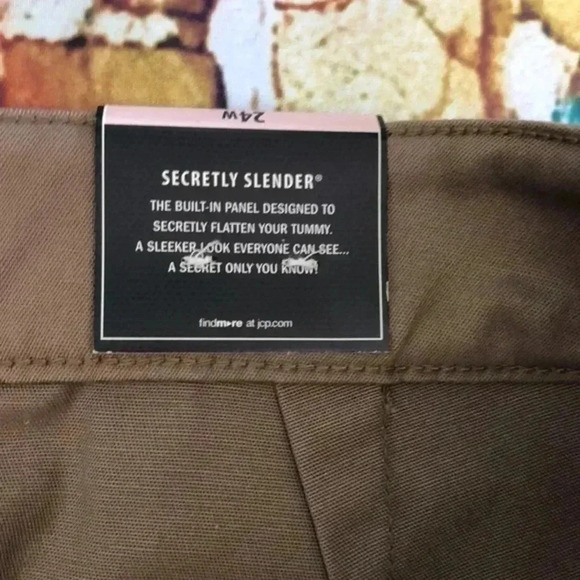 24W
SECRETLY SLENDER®
THE BUILT-IN PANEL DESIGNED TO
SECRETLY FLATTEN YOUR TUMMY.
A SLEEKER LOOK EVERYONE CAN SEE...
A SECRET ONLY YOU KNOW!
findmore at jcp.com